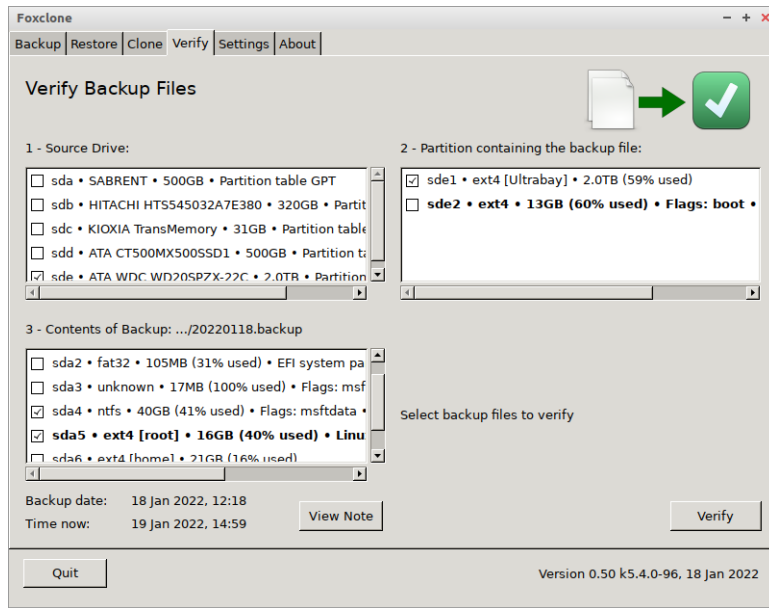 Foxclone
Backup Restore Clone Verify Settings About
Verify Backup Files
1 - Source Drive:
sda • SABRENT • 500GB • Partition table GPT
sdb • HITACHI HTS545032A7E380 • 320GB • Partit
sdc • KIOXIA TransMemory • 31GB • Partition table
sdd • ATA CT500MX500SSD1 • 500GB • Partition ta
sde • ATA WDC WD20SPZX-22C • 2.0TB • Partition
2 - Partition containing the backup file:
sde1 • ext4 [Ultrabay] • 2.0TB (59% used)
sde2 • ext4 • 13GB (60% used) • Flags: boot •
3 - Contents of Backup: .../20220118.backup
sda2 • fat32 • 105MB (31% used) • EFI system pa
sda3 • unknown • 17MB (100% used) • Flags: msf
sda4 • ntfs • 40GB (41% used) • Flags: msftdata •
sda5 • ext4 [root] • 16GB (40% used) • Linu
sda6 • ext4 [home] • 21GB (16% used)
Select backup files to verify
Backup date: 18 Jan 2022, 12:18
Time now: 19 Jan 2022, 14:59
View Note
Verify
Quit
Version 0.50 k5.4.0-96, 18 Jan 2022